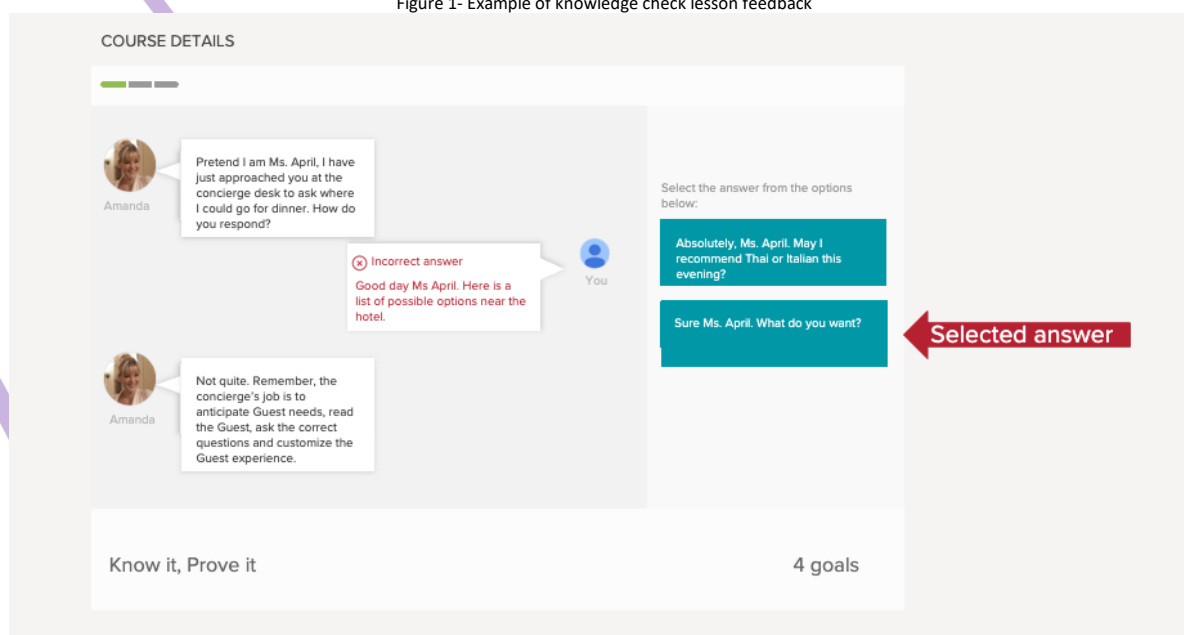 Figure 1- Example of knowledge check lesson feedback
COURSE DETAILS
Pretend I am Ms. April, I have
just approached you at the
concierge desk to ask where
I could go for dinner. How do
you respond?
Amanda
Incorrect answer
Good day Ms April. Here is a
list of possible options near the
hotel.
You
Not quite. Remember, the
concierge's job is to
anticipate Guest needs, read
the Guest, ask the correct
questions and customize the
Guest experience.
Amanda
Select the answer from the options
below:
Absolutely, Ms. April. May I
recommend Thai or Italian this
evening?
Sure Ms. April. What do you want?
Selected answer
Know it, Prove it
4 goals